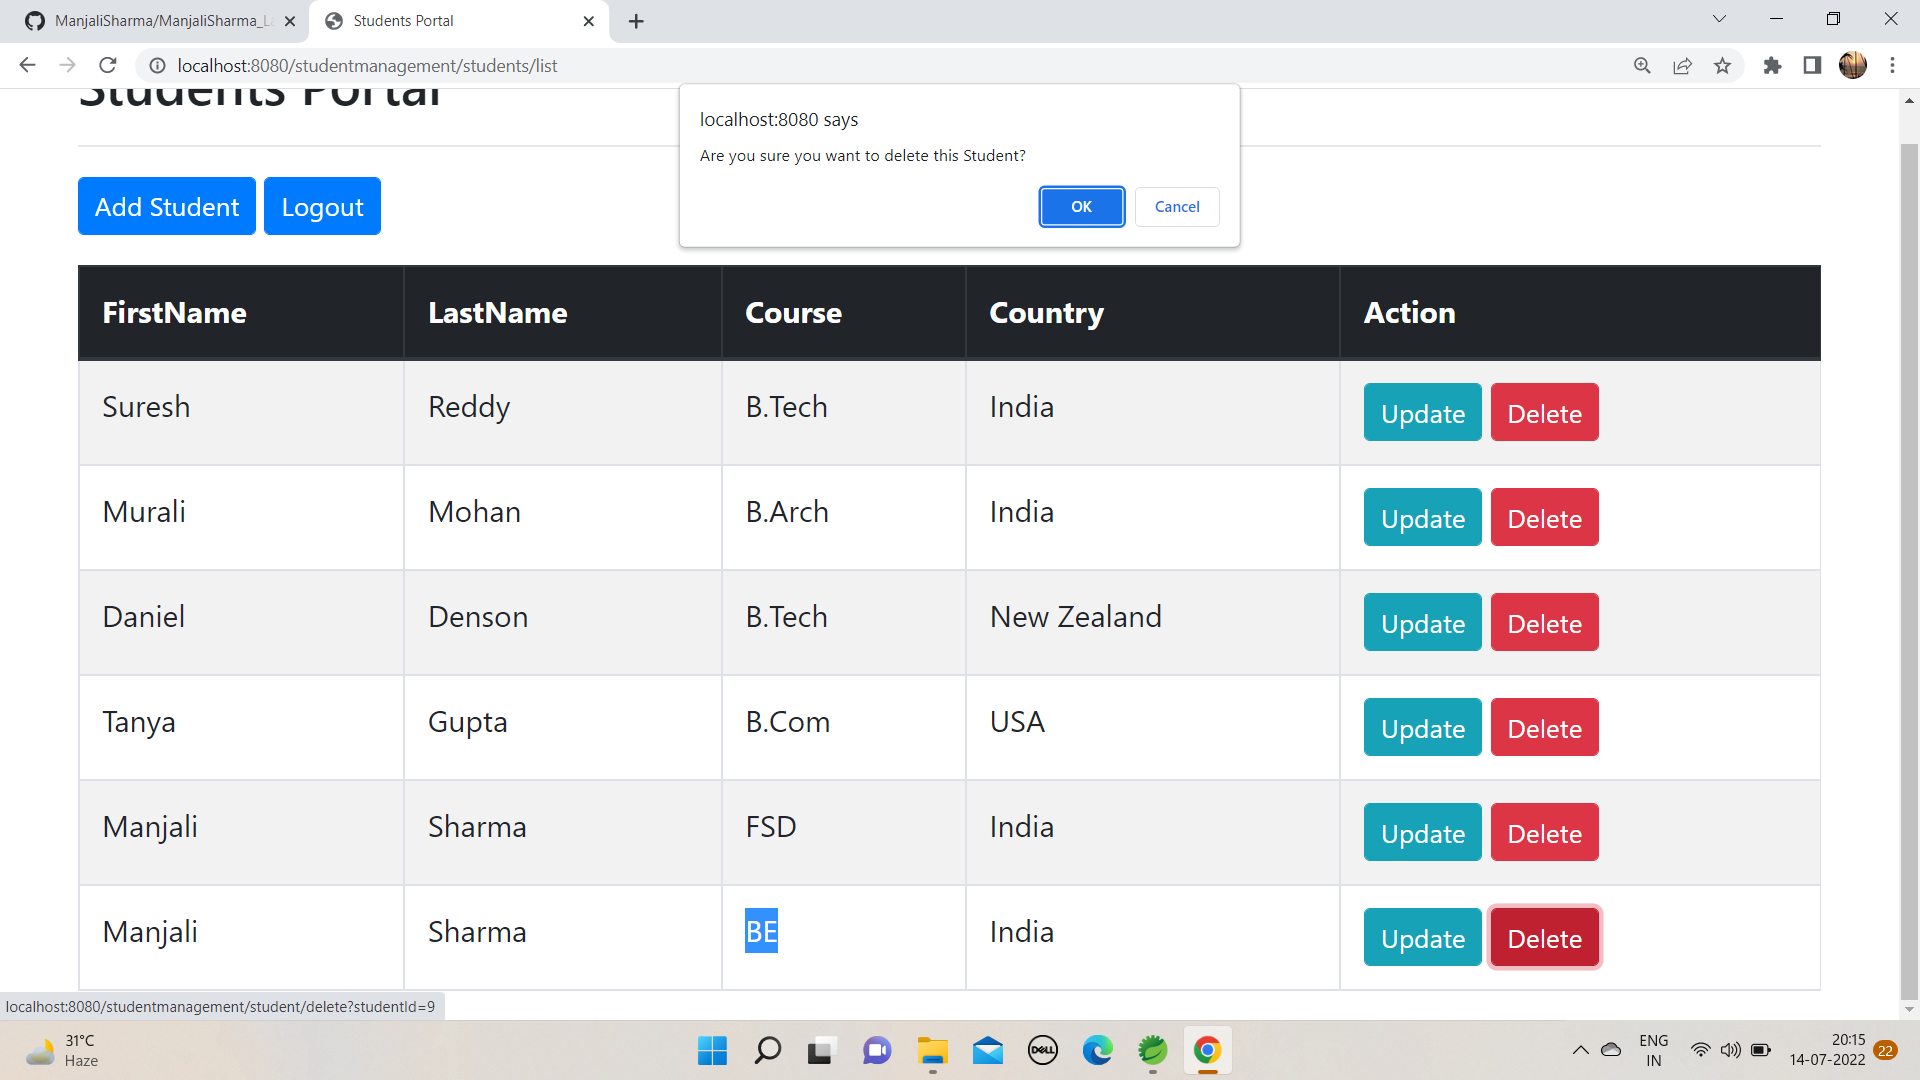 ManjaliSharma/ManjaliSharma_La
Students Portal
localhost:8080/studentmanagement/students/list
Students Portal
localhost:8080 says
Are you sure you want to delete this Student?
OK Cancel
Add Student Logout
FirstName LastName Course Country Action
Suresh Reddy B.Tech India Update Delete
Murali Mohan B.Arch India Update Delete
Daniel Denson B.Tech New Zealand Update Delete
Tanya Gupta B.Com USA Update Delete
Manjali Sharma FSD India Update Delete
Manjali Sharma BE India Update Delete
localhost:8080/studentmanagement/student/delete?studentId=9
31°C
Haze
DELL
ENG
IN
20:15
14-07-2022
22